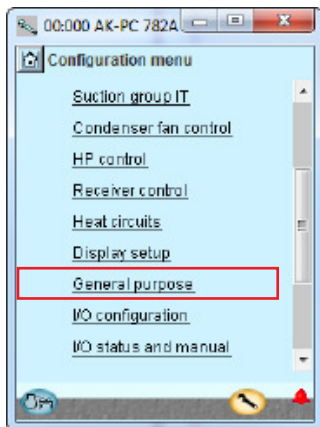 00:000 AK-PC 782A
Configuration menu
Suction group IT
Condenser fan control
HP control
Receiver control
Heat circuits
Display setup
General purpose
I/O configuration
I/O status and manual